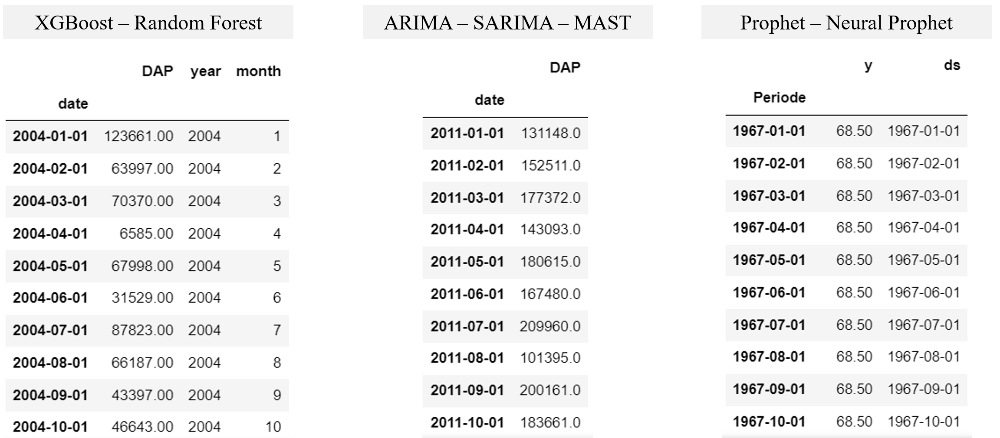 XGBoost – Random Forest
DAP year month
date
2004-01-01 123661.00 2004 1
2004-02-01 63997.00 2004 2
2004-03-01 70370.00 2004 3
2004-04-01 6585.00 2004 4
2004-05-01 67998.00 2004 5
2004-06-01 31529.00 2004 6
2004-07-01 87823.00 2004 7
2004-08-01 66187.00 2004 8
2004-09-01 43397.00 2004 9
2004-10-01 46643.00 2004 10
ARIMA – SARIMA – MAST
DAP
date
2011-01-01 131148.0
2011-02-01 152511.0
2011-03-01 177372.0
2011-04-01 143093.0
2011-05-01 180615.0
2011-06-01 167480.0
2011-07-01 209960.0
2011-08-01 101395.0
2011-09-01 200161.0
2011-10-01 183661.0
Prophet – Neural Prophet
y ds
Periode
1967-01-01 68.50 1967-01-01
1967-02-01 68.50 1967-02-01
1967-03-01 68.50 1967-03-01
1967-04-01 68.50 1967-04-01
1967-05-01 68.50 1967-05-01
1967-06-01 68.50 1967-06-01
1967-07-01 68.50 1967-07-01
1967-08-01 68.50 1967-08-01
1967-09-01 68.50 1967-09-01
1967-10-01 68.50 1967-10-01